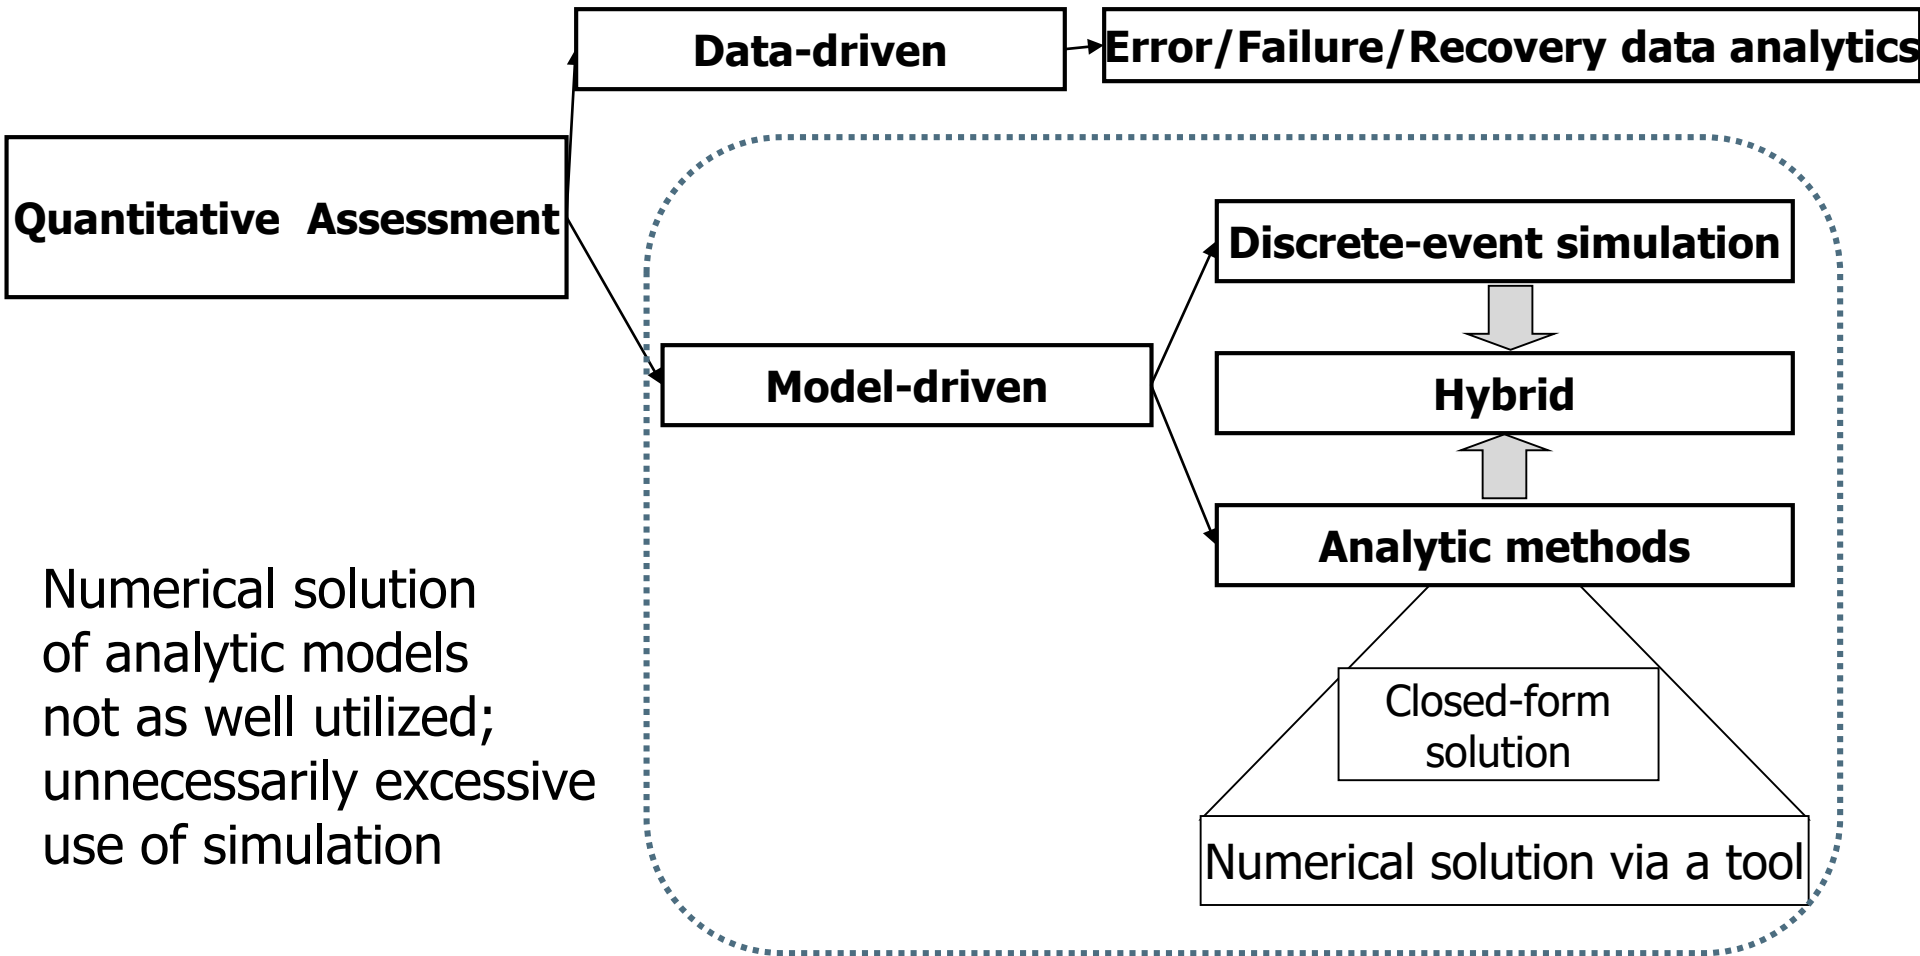 Data-driven
Error/Failure/Recovery data analytics
Quantitative Assessment
Discrete-event simulation
Model-driven
Hybrid
Analytic methods
Numerical solution
of analytic models
not as well utilized;
unnecessarily excessive
use of simulation
Closed-form
solution
Numerical solution via a tool